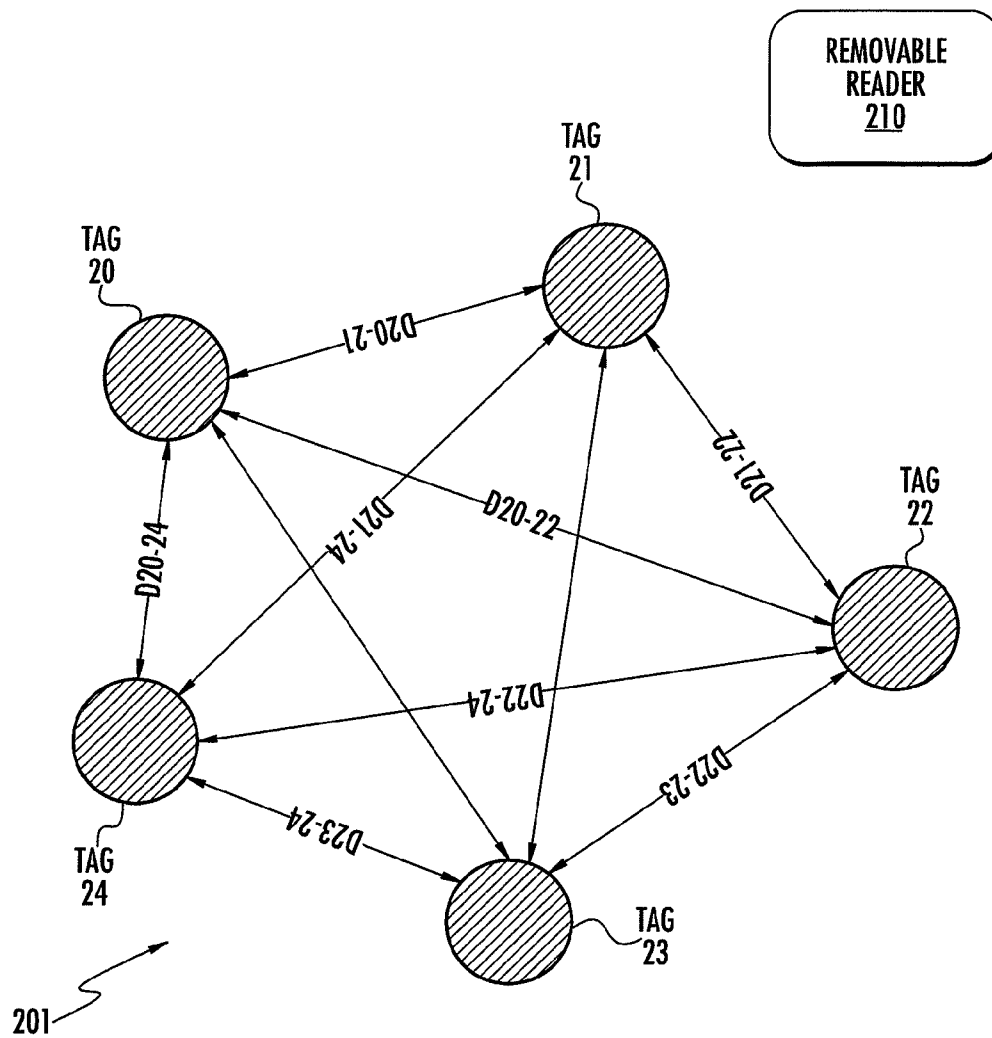 REMOVABLE
READER
210
TAG
21
TAG
20
D20-21
D21-22
TAG
22
D20-22
D21-24
D20-24
D22-24
D22-23
D23-24
TAG
24
TAG
23
201